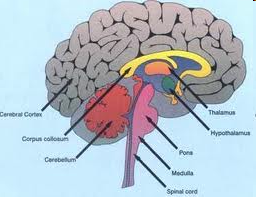 Cerebral Cortex
Corpus collosum
Cerebellum
Thalamus
Hypothalamus
Pons
Medulla
Spinal cord